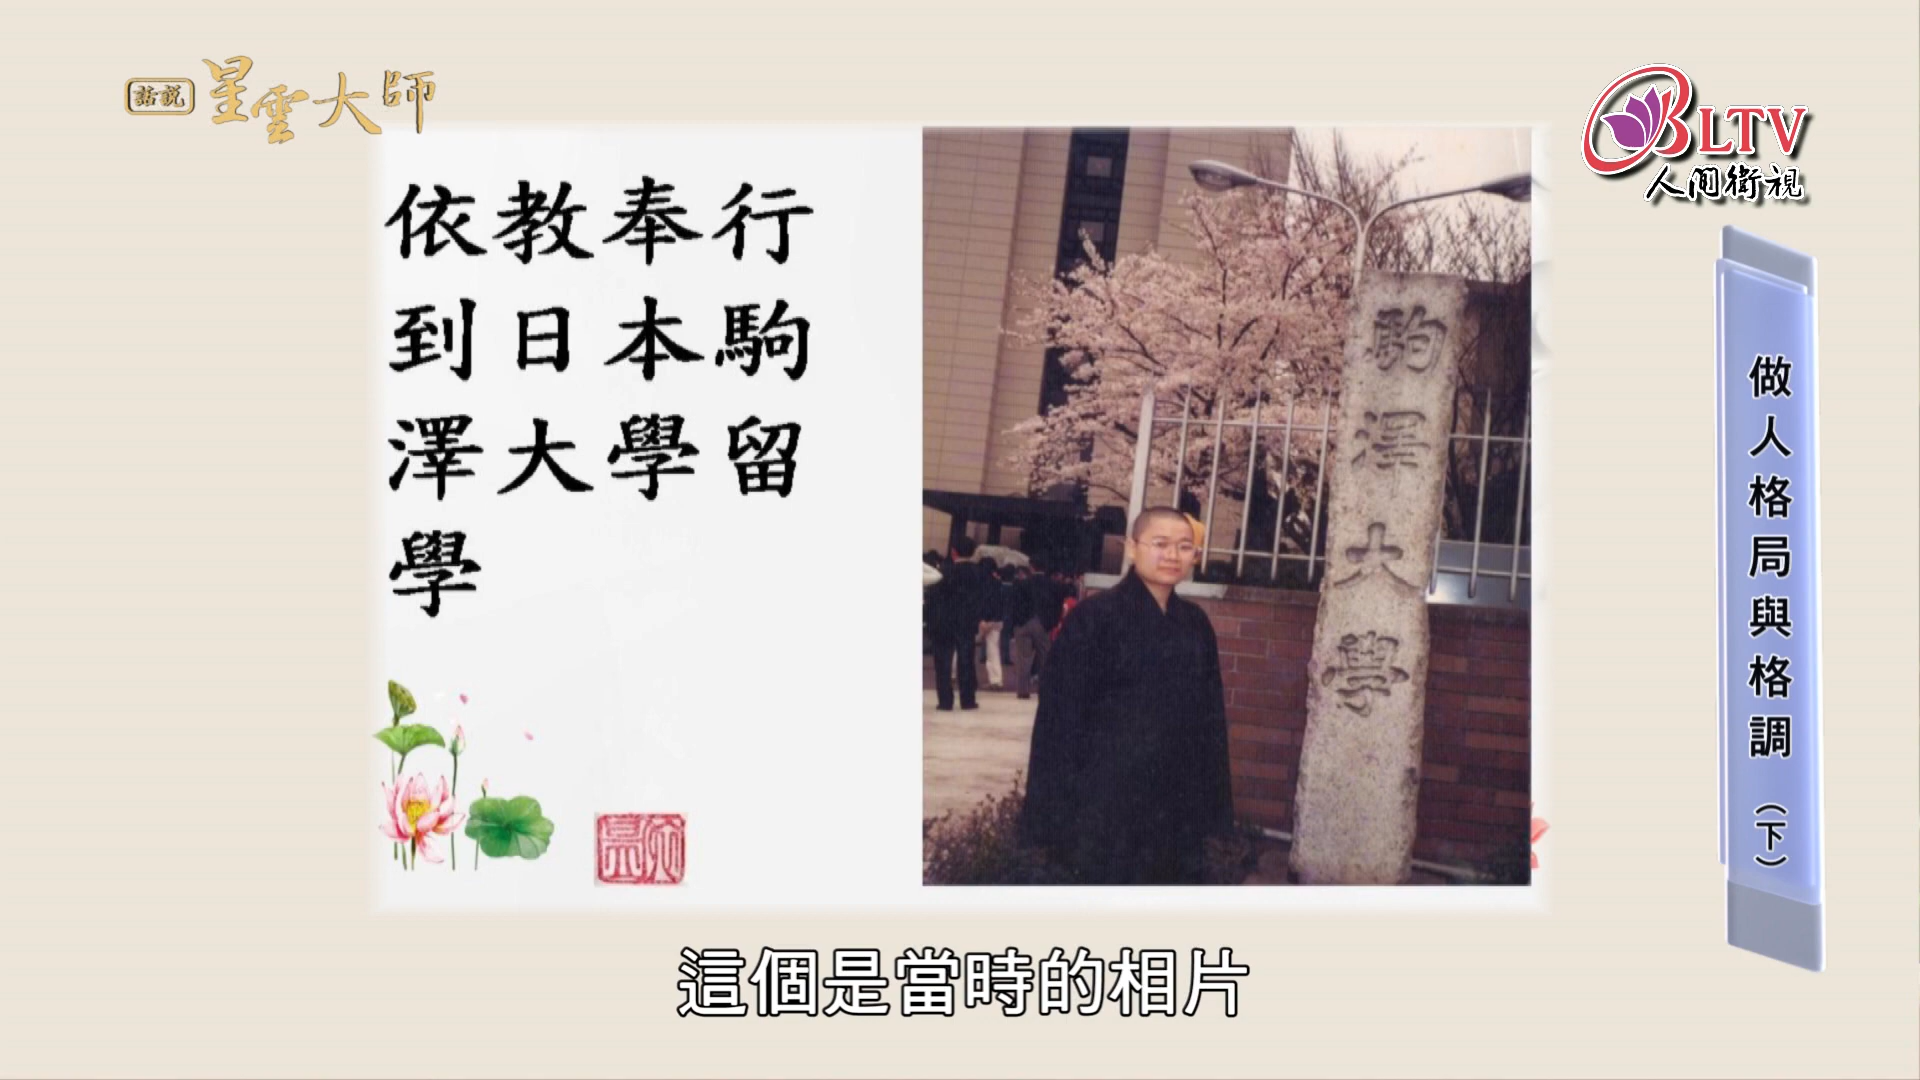 話說 星雲大師
BLTV
人間衛視
依教奉行
到日本駒
澤大學留
學
駒澤大學
做人格局與格調（下）
這個是當時的相片